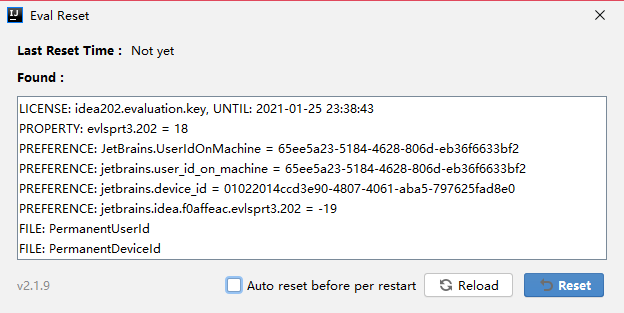 IJ
Eval Reset
Last Reset Time : Not yet
Found :
LICENSE: idea202.evaluation.key, UNTIL: 2021-01-25 23:38:43
PROPERTY: evlsprt3.202 = 18
PREFERENCE: JetBrains.UserIdOnMachine = 65ee5a23-5184-4628-806d-eb36f6633bf2
PREFERENCE: jetbrains.user_id_on_machine = 65ee5a23-5184-4628-806d-eb36f6633bf2
PREFERENCE: jetbrains.device_id = 01022014ccd3e90-4807-4061-aba5-797625fad8e0
PREFERENCE: jetbrains.idea.f0affeac.evlsprt3.202 = -19
FILE: PermanentUserId
FILE: PermanentDeviceId
v2.1.9 Auto reset before per restart Reload Reset